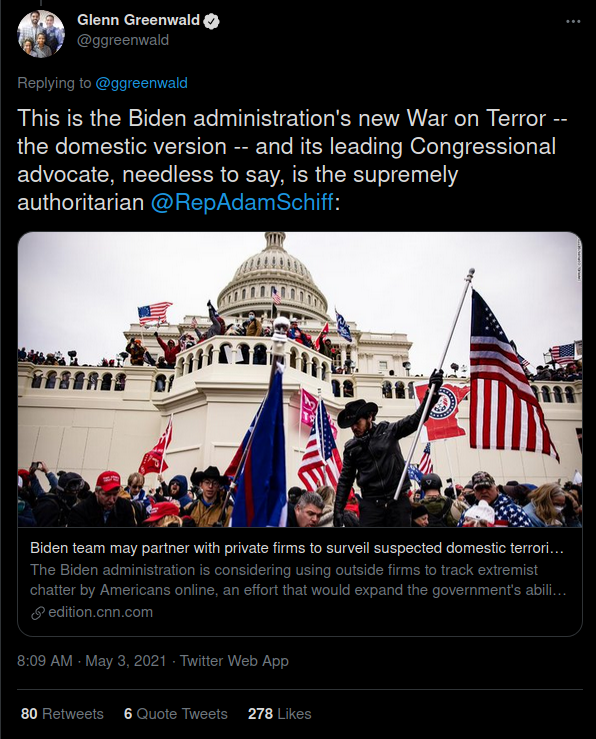 Glenn Greenwald
@ggreenwald
Replying to @ggreenwald
This is the Biden administration's new War on Terror --
the domestic version -- and its leading Congressional
advocate, needless to say, is the supremely
authoritarian @RepAdamSchiff:
Biden team may partner with private firms to surveil suspected domestic terrori...
The Biden administration is considering using outside firms to track extremist
chatter by Americans online, an effort that would expand the government's abili...
edition.cnn.com
8:09 AM · May 3, 2021 · Twitter Web App
80 Retweets 6 Quote Tweets 278 Likes